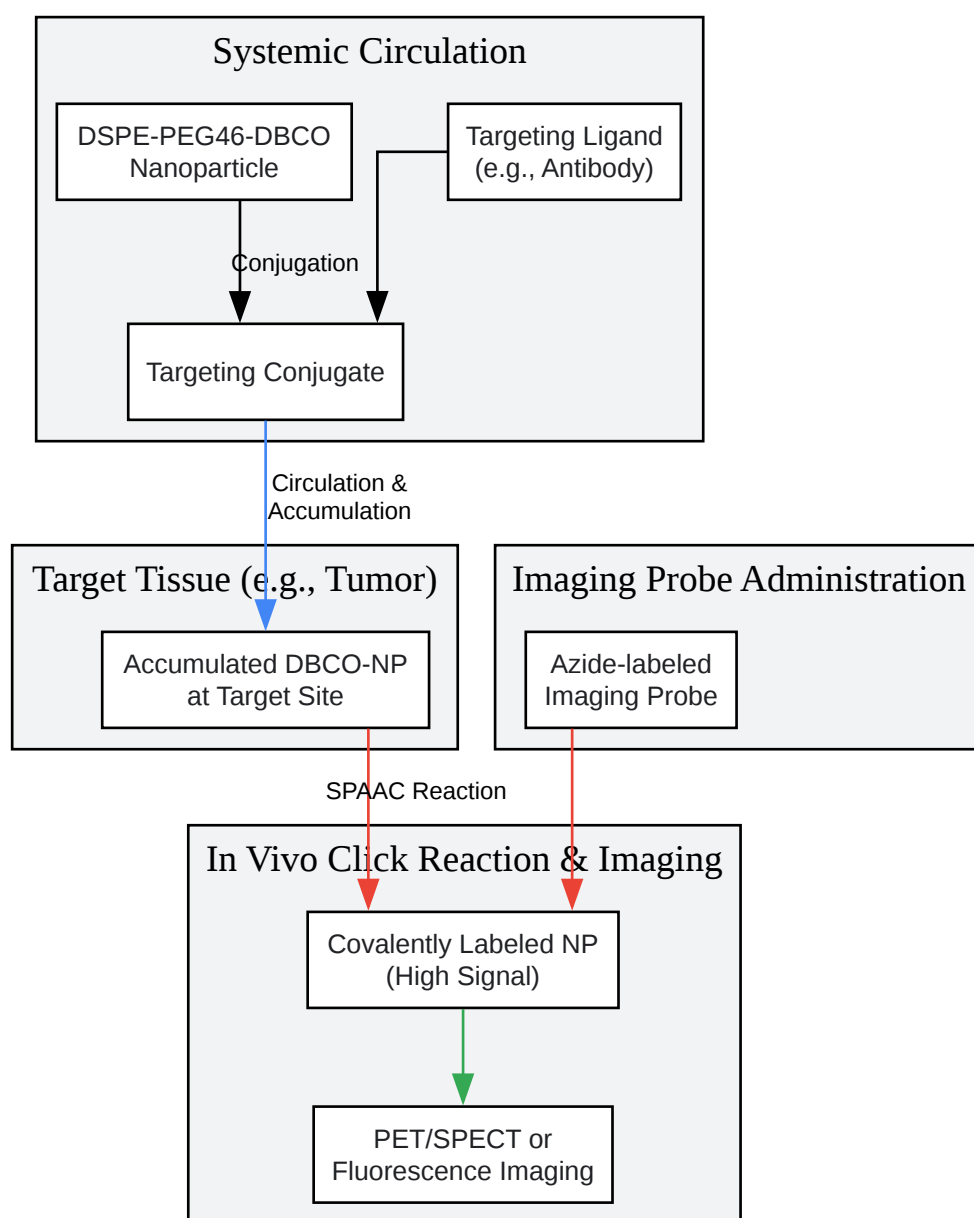 Systemic Circulation
DSPE-PEG46-DBCO
Nanoparticle
Targeting Ligand
(e.g., Antibody)
Conjugation
Targeting Conjugate
Circulation &
Accumulation
Target Tissue (e.g., Tumor)
Imaging Probe Administration
Accumulated DBCO-NP
at Target Site
Azide-labeled
Imaging Probe
SPAAC Reaction
In Vivo Click Reaction & Imaging
Covalently Labeled NP
(High Signal)
PET/SPECT or
Fluorescence Imaging